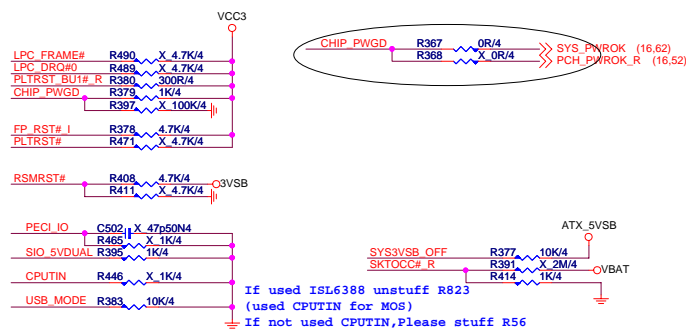 VCC3
LPC_FRAME# R490 X_4.7K/4
LPC_DRQ#0 R489 X_4.7K/4
PLTRST_BU1#_R R380 300R/4
CHIP_PWGD R379 1K/4
R397 X_100K/4
FP_RST#_I R378 4.7K/4
PLTRST# R471 X_4.7K/4
CHIP_PWGD R367 0R/4 SYS_PWROK (16,62)
R368 X_0R/4 PCH_PWROK_R (16,52)
RSMRST# R408 4.7K/4 3VSB
R411 X_4.7K/4
PECI_IO C502 X_47p50N4
R465 X_1K/4
SIO_5VDUAL R395 1K/4
CPUTIN R446 X_1K/4
USB_MODE R383 10K/4
ATX_5VSB
SYS3VSB_OFF R377 10K/4
SKTOCC#_R R391 X_2M/4 VBAT
R414 1K/4
If used ISL6388 unstuff R823
(used CPUTIN for MOS)
If not used CPUTIN,Please stuff R56